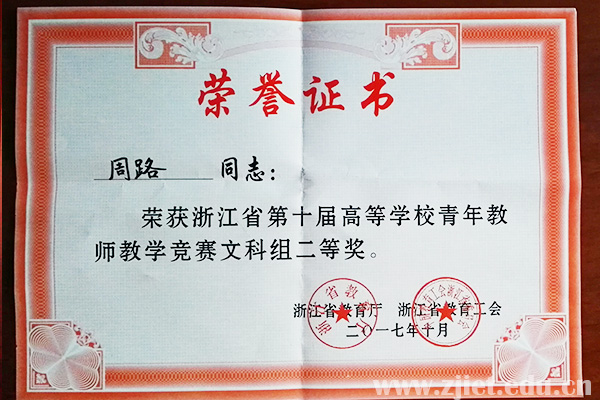 荣誉证书
周路 同志：
荣获浙江省第十届高等学校青年教
师教学竞赛文科组二等奖。
浙江省教育厅 浙江省教育工会
二〇一七年十月
www.zjiet.edu.cn